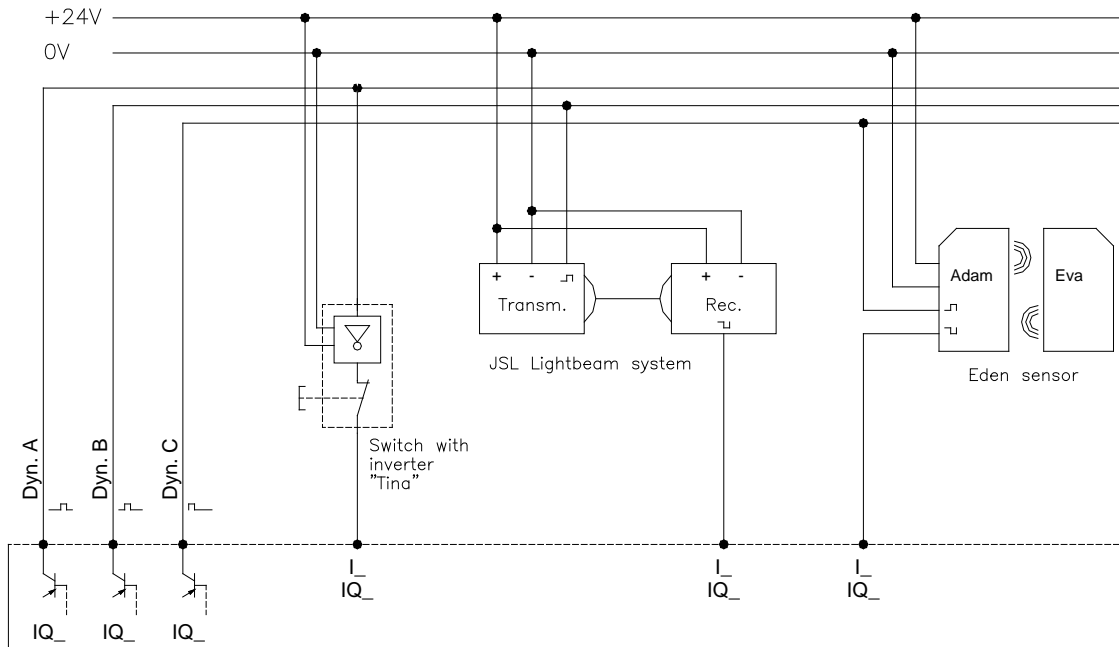 +24V
0V
Adam
Eva
+ - + -
Transm.
Rec.
JSL Lightbeam system
Eden sensor
Dyn. A
Dyn. B
Dyn. C
Switch with
inverter
"Tina"
I_
IQ_
I_
IQ_
I_
IQ_
IQ_
IQ_
IQ_